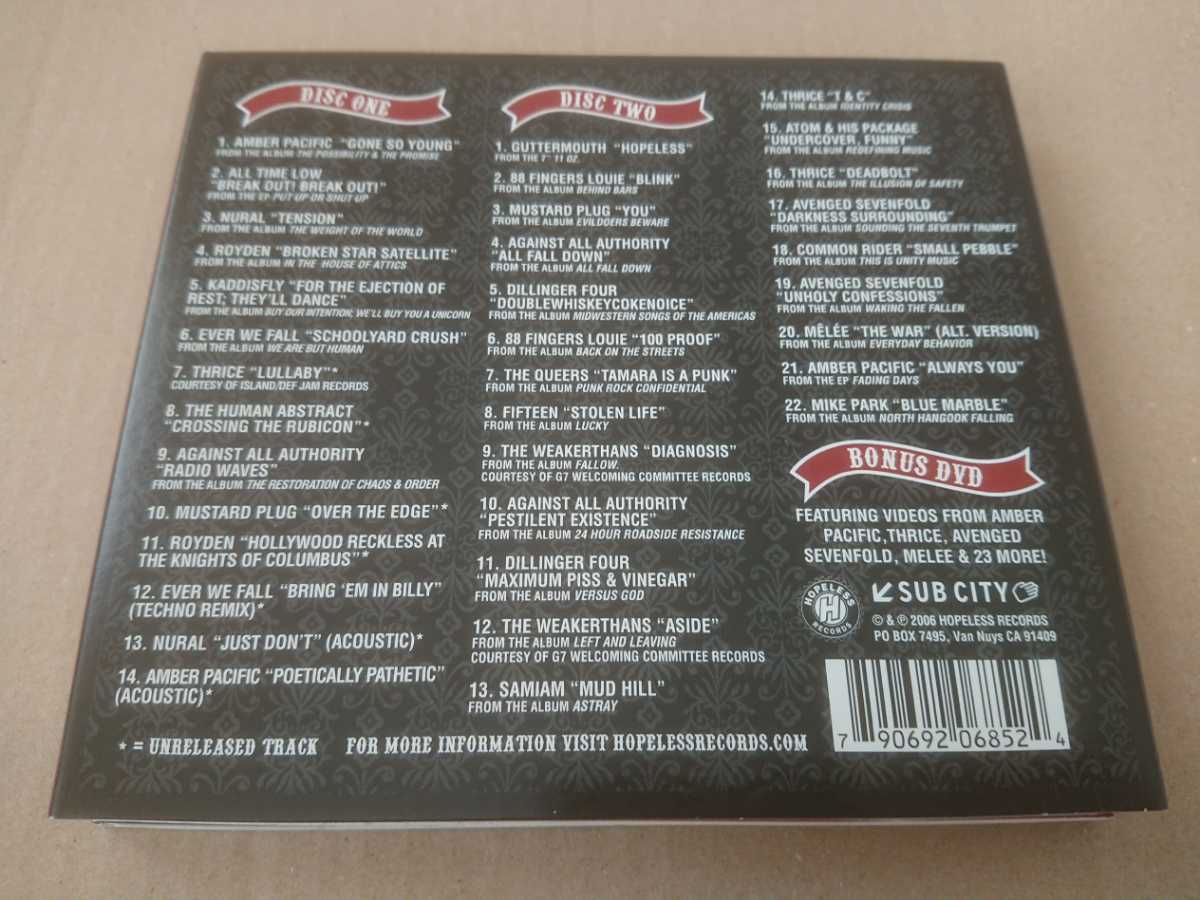 DISC ONE
1. AMBER PACIFIC "GONE SO YOUNG"
FROM THE ALBUM THE POSSIBILITY & THE PROMISE
2. ALL TIME LOW
"BREAK OUT! BREAK OUT!"
FROM THE EP PUT UP OR SHUT UP
3. NURAL "TENSION"
FROM THE ALBUM THE WEIGHT OF THE WORLD
4. ROYDEN "BROKEN STAR SATELLITE"
FROM THE ALBUM IN THE HOUSE OF ATTICS
5. KADDISFLY "FOR THE EJECTION OF
REST; THEY'LL DANCE"
FROM THE ALBUM BUY OUR INTENTION; WE'LL BUY YOU A UNICORN
6. EVER WE FALL "SCHOOLYARD CRUSH"
FROM THE ALBUM WE ARE BUT HUMAN
7. THRICE "LULLABY"*
COURTESY OF ISLAND/DEF JAM RECORDS
8. THE HUMAN ABSTRACT
"CROSSING THE RUBICON"*
9. AGAINST ALL AUTHORITY
"RADIO WAVES"
FROM THE ALBUM THE RESTORATION OF CHAOS & ORDER
10. MUSTARD PLUG "OVER THE EDGE"*
11. ROYDEN "HOLLYWOOD RECKLESS AT
THE KNIGHTS OF COLUMBUS"*
12. EVER WE FALL "BRING 'EM IN BILLY"
(TECHNO REMIX)*
13. NURAL "JUST DON'T" (ACOUSTIC)*
14. AMBER PACIFIC "POETICALLY PATHETIC"
(ACOUSTIC)*
DISC TWO
1. GUTTERMOUTH "HOPELESS"
FROM THE 7" 11 OZ.
2. 88 FINGERS LOUIE "BLINK"
FROM THE ALBUM BEHIND BARS
3. MUSTARD PLUG "YOU"
FROM THE ALBUM EVILDOERS BEWARE
4. AGAINST ALL AUTHORITY
"ALL FALL DOWN"
FROM THE ALBUM ALL FALL DOWN
5. DILLINGER FOUR
"DOUBLEWHISKEYCOKENOICE"
FROM THE ALBUM MIDWESTERN SONGS OF THE AMERICAS
6. 88 FINGERS LOUIE "100 PROOF"
FROM THE ALBUM BACK ON THE STREETS
7. THE QUEERS "TAMARA IS A PUNK"
FROM THE ALBUM PUNK ROCK CONFIDENTIAL
8. FIFTEEN "STOLEN LIFE"
FROM THE ALBUM LUCKY
9. THE WEAKERTHANS "DIAGNOSIS"
FROM THE ALBUM FALLOW.
COURTESY OF G7 WELCOMING COMMITTEE RECORDS
10. AGAINST ALL AUTHORITY
"PESTILENT EXISTENCE"
FROM THE ALBUM 24 HOUR ROADSIDE RESISTANCE
11. DILLINGER FOUR
"MAXIMUM PISS & VINEGAR"
FROM THE ALBUM VERSUS GOD
12. THE WEAKERTHANS "ASIDE"
FROM THE ALBUM LEFT AND LEAVING
COURTESY OF G7 WELCOMING COMMITTEE RECORDS
13. SAMIAM "MUD HILL"
FROM THE ALBUM ASTRAY
14. THRICE "T & C"
FROM THE ALBUM IDENTITY CRISIS
15. ATOM & HIS PACKAGE
"UNDERCOVER, FUNNY"
FROM THE ALBUM REDEFINING MUSIC
16. THRICE "DEADBOLT"
FROM THE ALBUM THE ILLUSION OF SAFETY
17. AVENGED SEVENFOLD
"DARKNESS SURROUNDING"
FROM THE ALBUM SOUNDING THE SEVENTH TRUMPET
18. COMMON RIDER "SMALL PEBBLE"
FROM THE ALBUM THIS IS UNITY MUSIC
19. AVENGED SEVENFOLD
"UNHOLY CONFESSIONS"
FROM THE ALBUM WAKING THE FALLEN
20. MÊLÉE "THE WAR" (ALT. VERSION)
FROM THE ALBUM EVERYDAY BEHAVIOR
21. AMBER PACIFIC "ALWAYS YOU"
FROM THE EP FADING DAYS
22. MIKE PARK "BLUE MARBLE"
FROM THE ALBUM NORTH HANGOOK FALLING
BONUS DVD
FEATURING VIDEOS FROM AMBER
PACIFIC, THRICE, AVENGED
SEVENFOLD, MELEE & 23 MORE!
HOPELESS
H
RECORDS
SUB CITY
© & ℗ 2006 HOPELESS RECORDS
PO BOX 7495, Van Nuys CA 91409
7 90692 06852 4
* = UNRELEASED TRACK FOR MORE INFORMATION VISIT HOPELESSRECORDS.COM